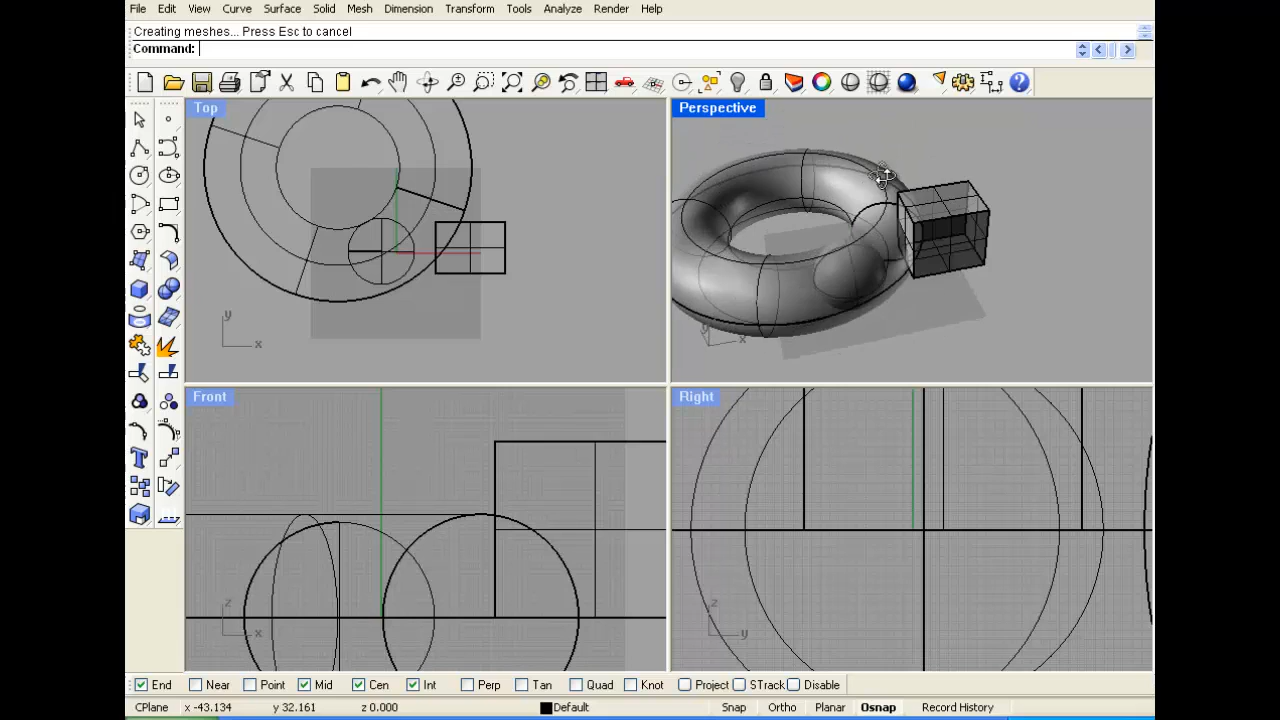 File Edit View Curve Surface Solid Mesh Dimension Transform Tools Analyze Render Help
Creating meshes... Press Esc to cancel
Command:
Top
Perspective
y
x
y
x
Front
Right
z
x
z
y
End Near Point Mid Cen Int Perp Tan Quad Knot Project STrack Disable
CPlane x -43.134 y 32.161 z 0.000 Default Snap Ortho Planar Osnap Record History